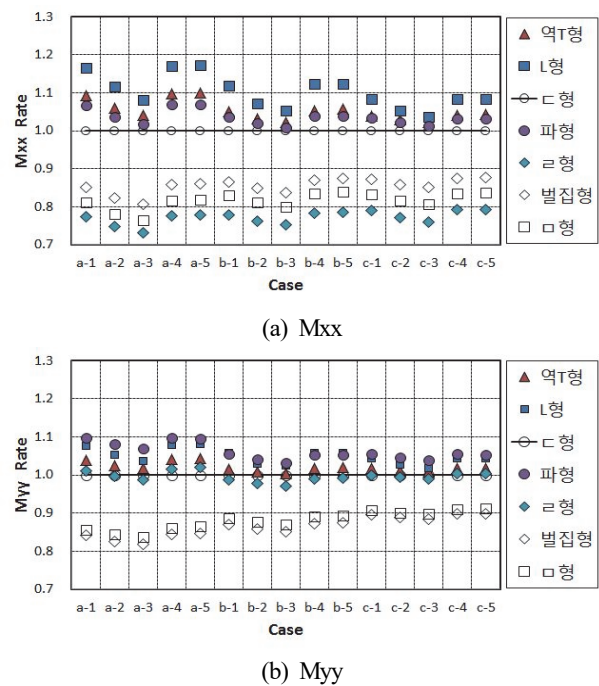 1.3
1.2
1.1
1.0
0.9
0.8
0.7
Mxx Rate
a-1 a-2 a-3 a-4 a-5 b-1 b-2 b-3 b-4 b-5 c-1 c-2 c-3 c-4 c-5
Case
역T형
L형
ㄷ형
파형
ㄹ형
벌집형
ㅁ형
(a) Mxx
1.3
1.2
1.1
1.0
0.9
0.8
0.7
Myy Rate
a-1 a-2 a-3 a-4 a-5 b-1 b-2 b-3 b-4 b-5 c-1 c-2 c-3 c-4 c-5
Case
역T형
L형
ㄷ형
파형
ㄹ형
벌집형
ㅁ형
(b) Myy